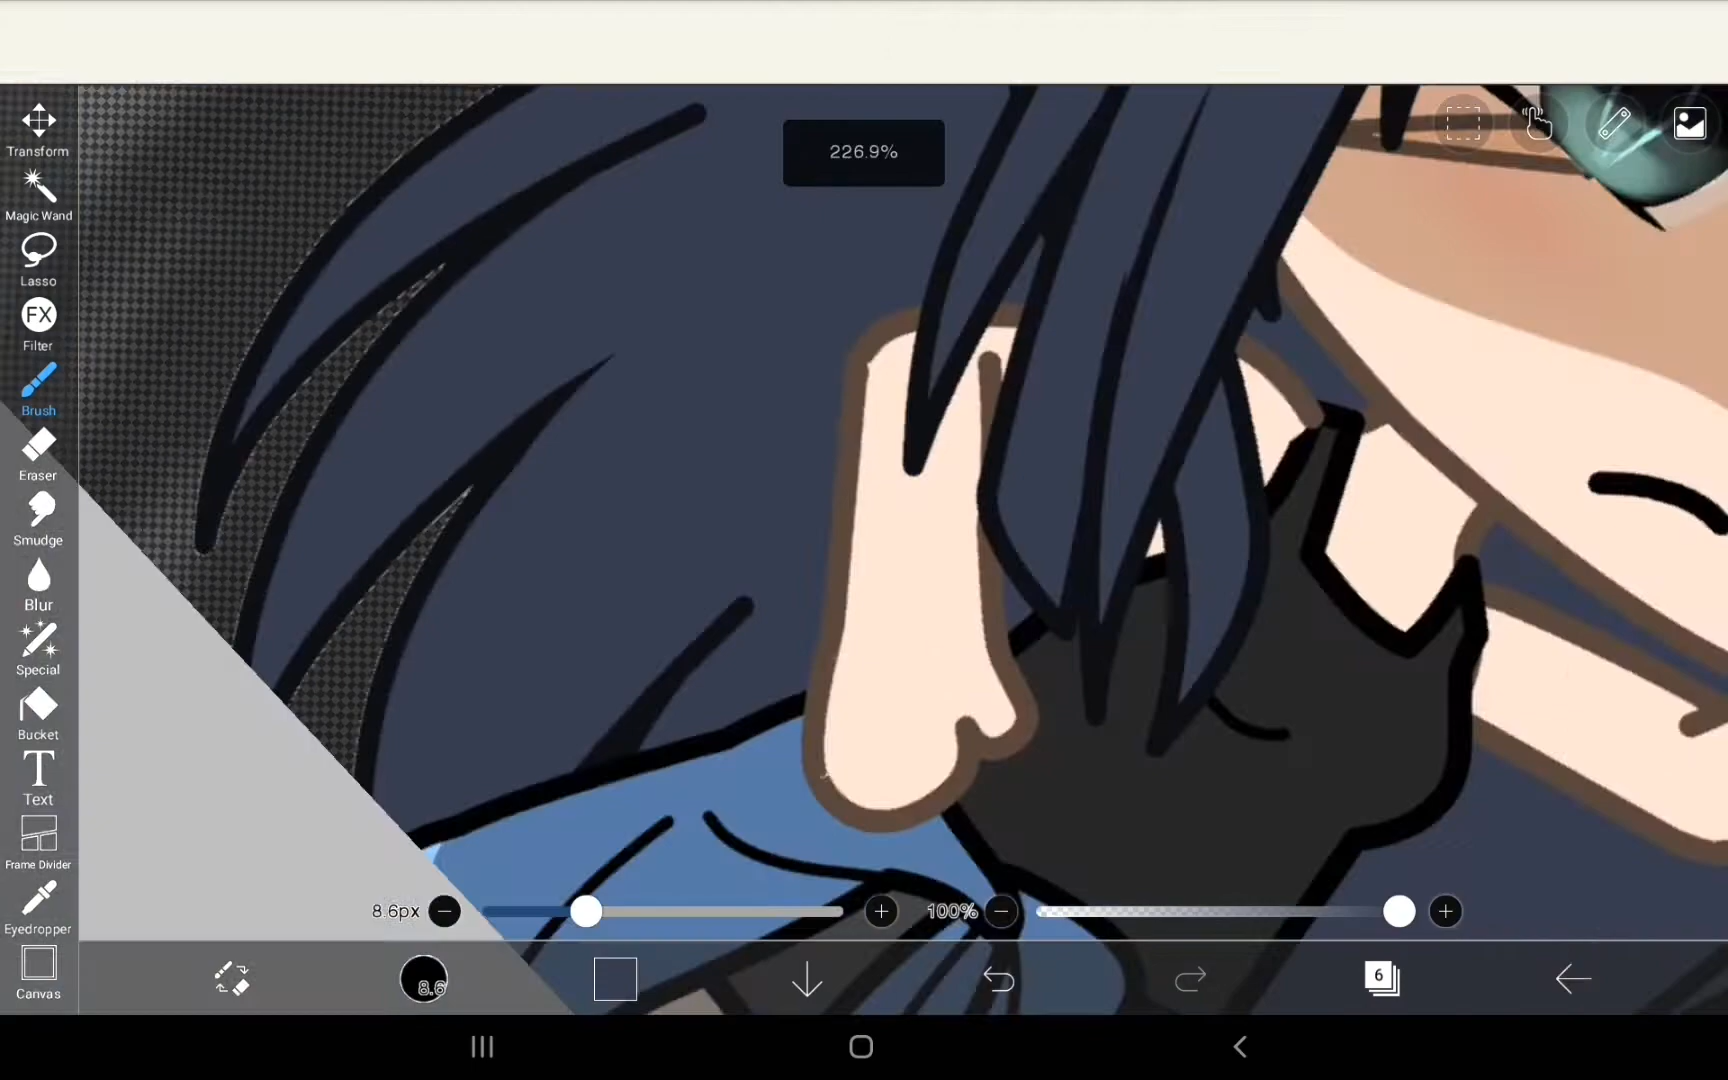 226.9%
Transform
Magic Wand
Lasso
FX
Filter
Brush
Eraser
Smudge
Blur
Special
Bucket
T
Text
Frame Divider
Eyedropper
Canvas
8.6px
100%
8.6
6